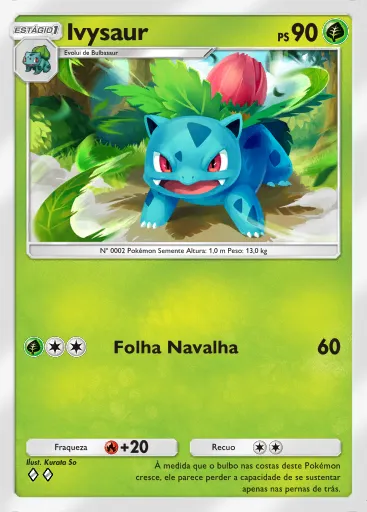 ESTÁGIO 1
Ivysaur
PS 90
Evolui de Bulbasaur
Nº 0002 Pokémon Semente Altura: 1,0 m Peso: 13,0 kg
Folha Navalha 60
Fraqueza +20 Recuo
Ilust. Kurata So
À medida que o bulbo nas costas deste Pokémon
cresce, ele parece perder a capacidade de se sustentar
apenas nas pernas de trás.